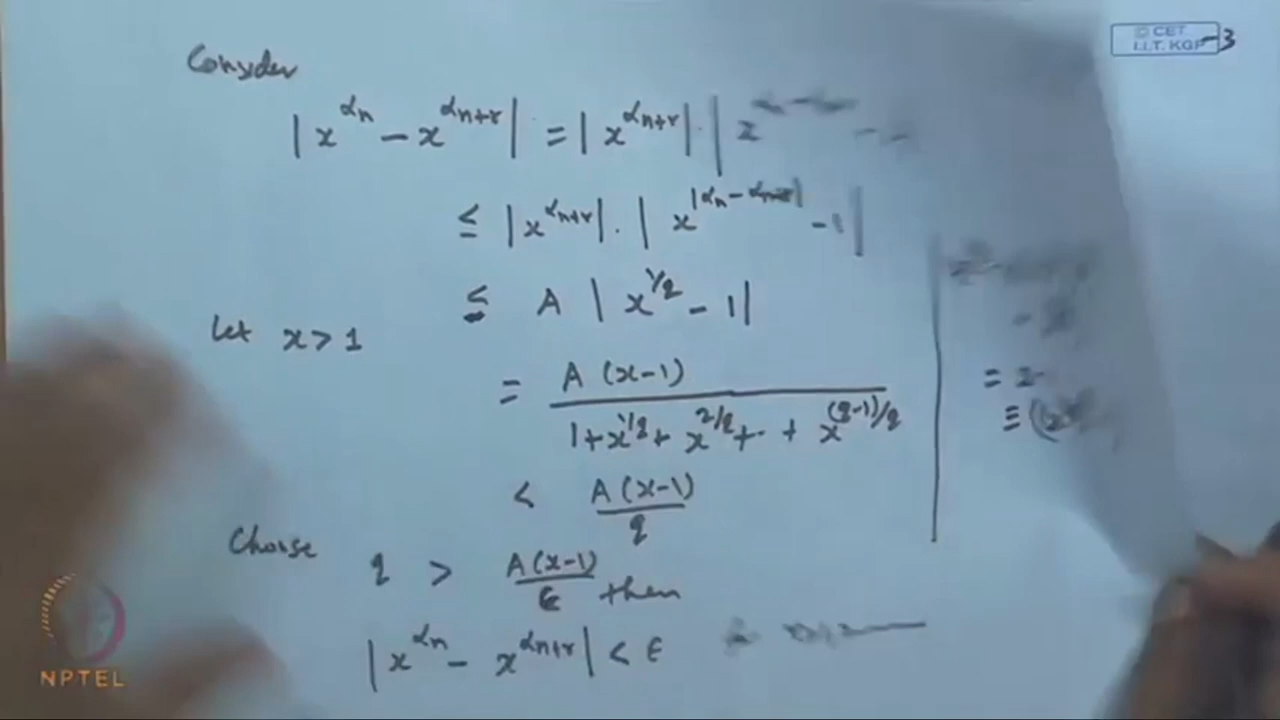 © CET
I.I.T. KGP
-3
Consider
|x^{αn} - x^{αn+r}| = |x^{αn+r}| · |x
≤ |x^{αn+r}| · |x^{|αn - αn+r|} - 1|
≤ A |x^{1/q} - 1|
Let x > 1
= A (x-1) / 1 + x^{1/q} + x^{2/q} + ·· + x^{(q-1)/q}
< A (x-1) / q
Choose q > A (x-1) / ε then
|x^{αn} - x^{αn+r}| < ε
NPTEL